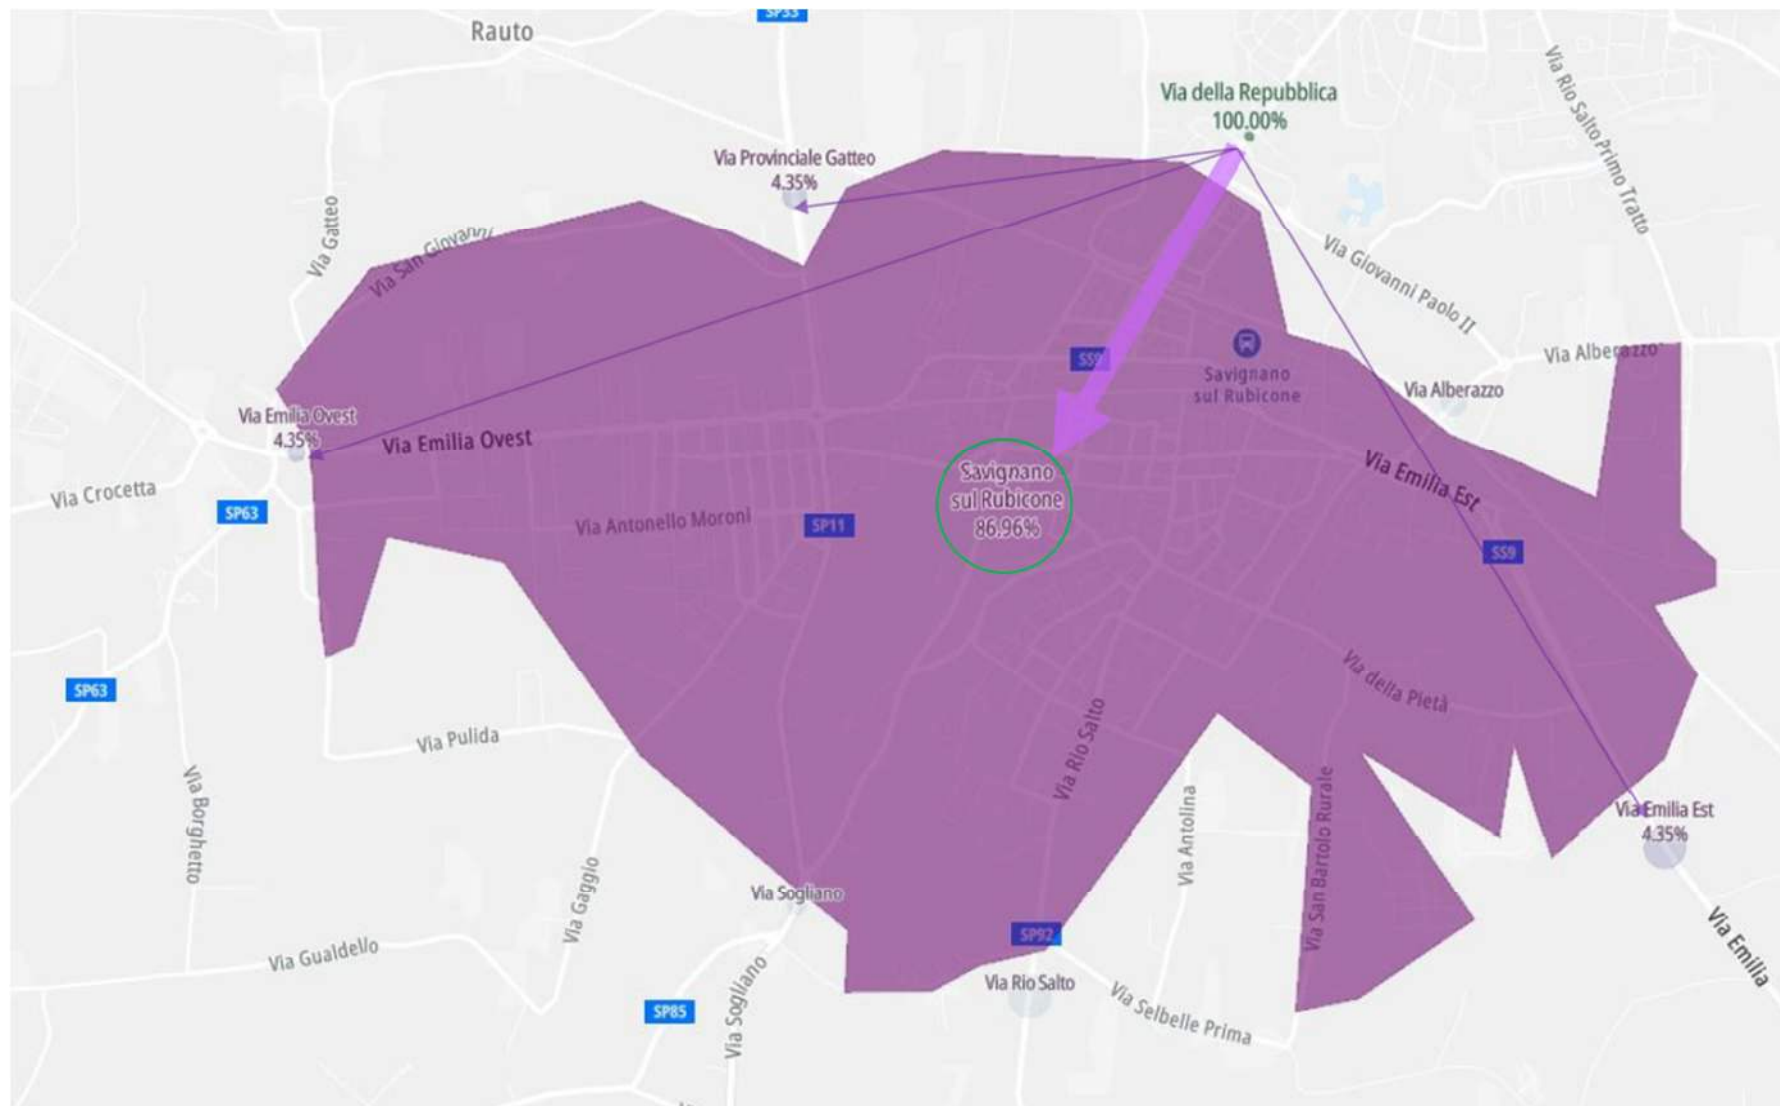 SP33
Rauto
Via della Repubblica
100.00%
Via Rio Salto Primo Tratto
Via Provinciale Gatteo
4.35%
Via Gatteo
Via San Giovanni
Via Giovanni Paolo II
SS9
Savignano
sul Rubicone
Via Alberazzo
Via Alberazzo
Via Emilia Ovest
4.35%
Via Emilia Ovest
Via Emilia Est
Savignano
sul Rubicone
86.96%
Via Crocetta
SP63
Via Antonello Moroni
SP11
SS9
SP63
Via della Pietà
Via Rio Salto
Via Pulida
Via Borghetto
Via Antolina
Via San Bartolo Rurale
Via Emilia Est
4.35%
Via Gaggio
Via Sogliano
SP92
Via Emilia
Via Gualdello
Via Rio Salto
SP85
Via Sogliano
Via Selbelle Prima